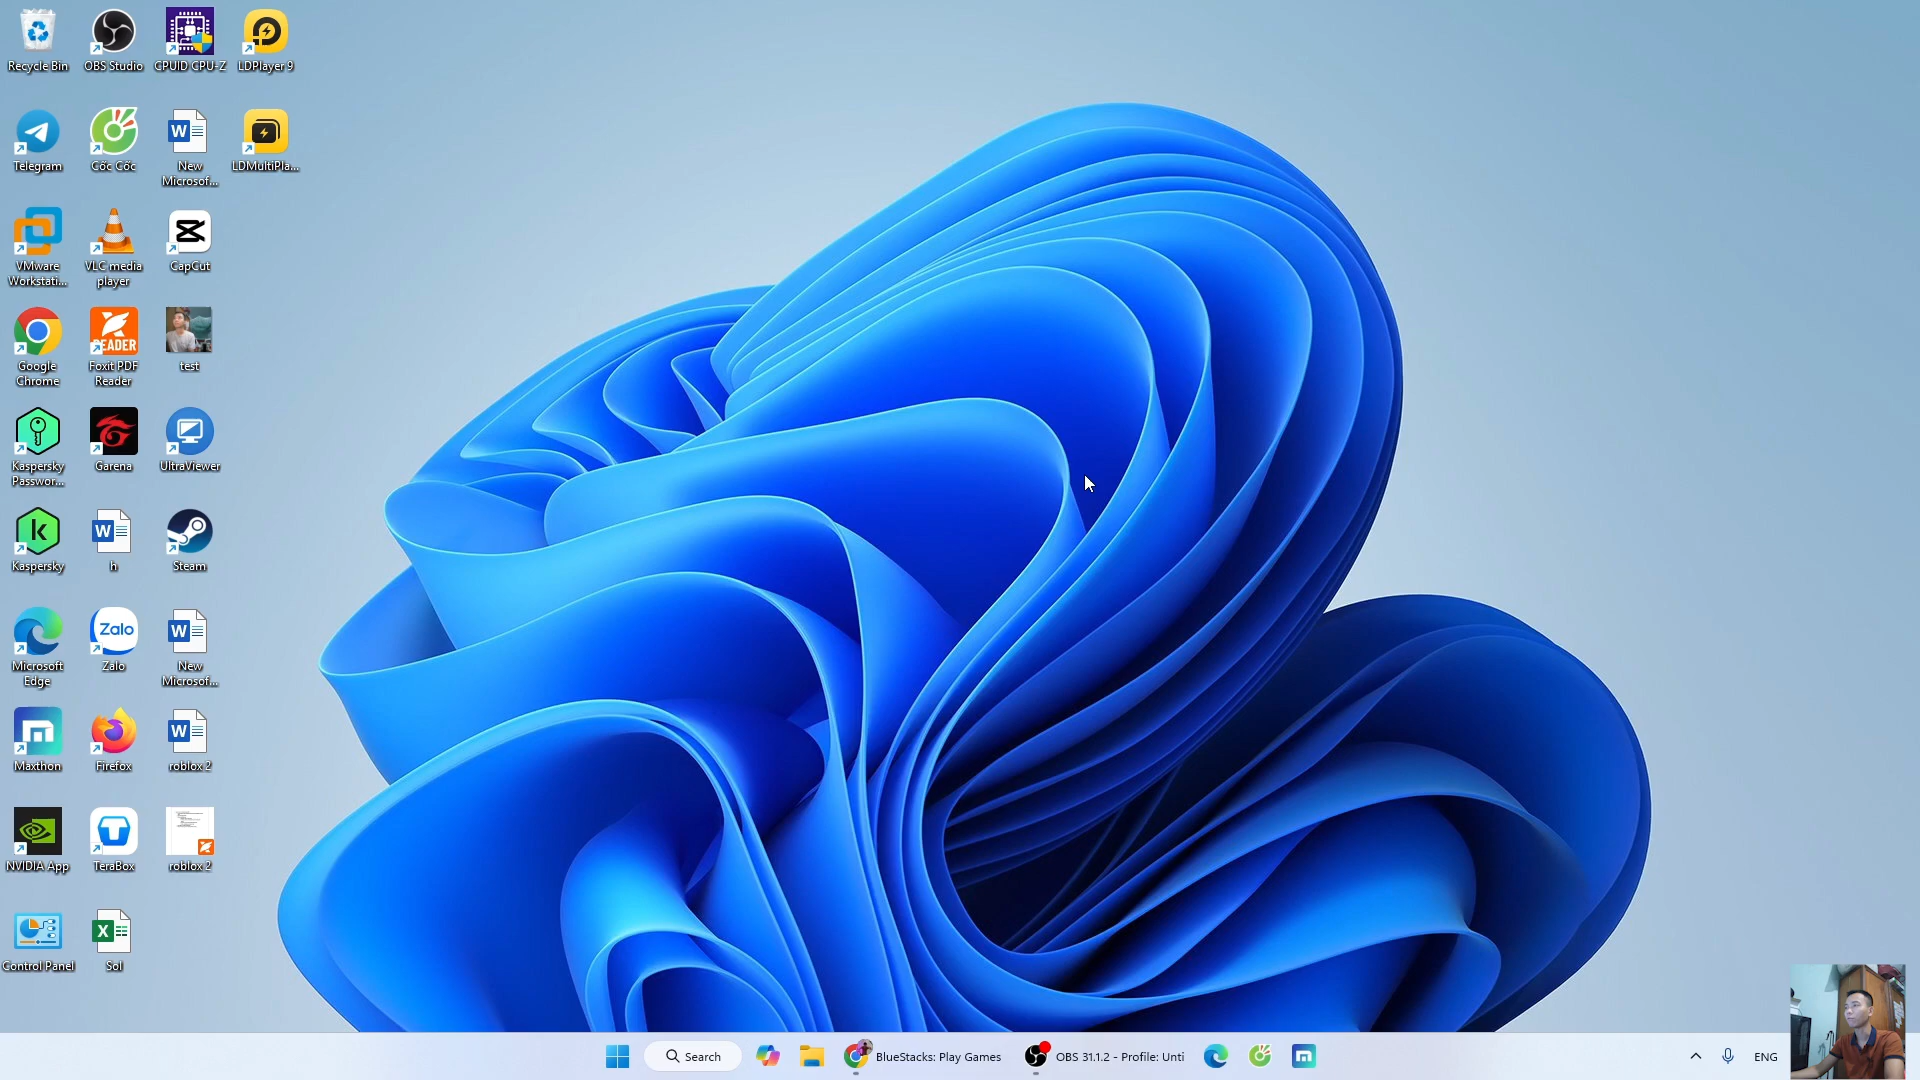 Recycle Bin
OBS Studio
CPUID CPU-Z
LDPlayer 9
Telegram
Cốc Cốc
New
Microsof...
LDMultiPla...
VMware
Workstati...
VLC media
player
CapCut
Google
Chrome
READER
Foxit PDF
Reader
test
Kaspersky
Passwor...
Garena
UltraViewer
Kaspersky
h
Steam
Microsoft
Edge
Zalo
Zalo
New
Microsof...
Maxthon
Firefox
roblox 2
NVIDIA App
TeraBox
roblox 2
Control Panel
Sol
Search
BlueStacks: Play Games
OBS 31.1.2 - Profile: Unti
ENG